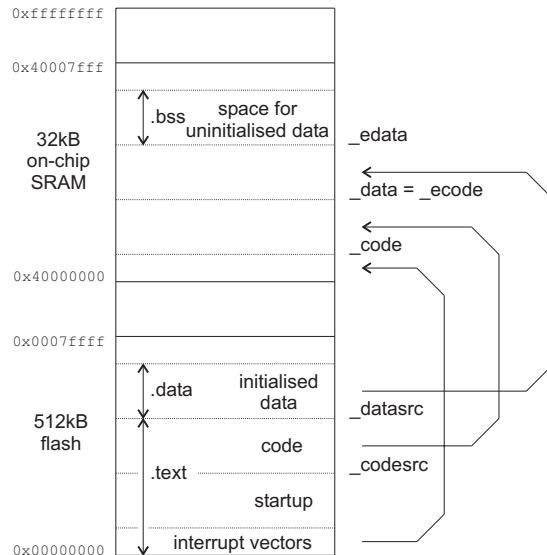 0xffffffff
0x40007fff
.bss
space for
uninitialised data
_edata
32kB
on-chip
SRAM
_data = _ecode
_code
0x40000000
0x0007ffff
.data
initialised
data
_datasrc
512kB
flash
code
.text
_codesrc
startup
0x00000000
interrupt vectors